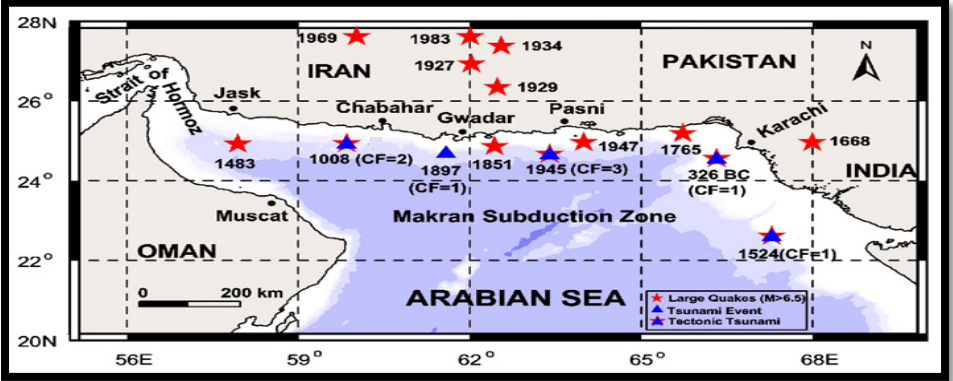 28N
1969
1983
1934
IRAN
1927
PAKISTAN
N
1929
Strait of Hormoz
26°
Jask
Chabahar
Gwadar
Pasni
Karachi
1483
1008 (CF=2)
1897
(CF=1)
1851
1947
1945 (CF=3)
1765
1668
326 BC
(CF=1)
INDIA
24°
Muscat
Makran Subduction Zone
OMAN
1524(CF=1)
22°
0 200 km
ARABIAN SEA
Large Quakes (M>6.5)
Tsunami Event
Tectonic Tsunami
20N
56E 59° 62° 65° 68E